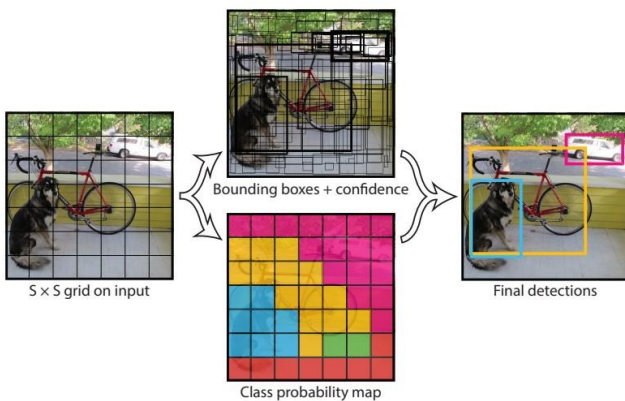 Bounding boxes + confidence
S × S grid on input
Final detections
Class probability map